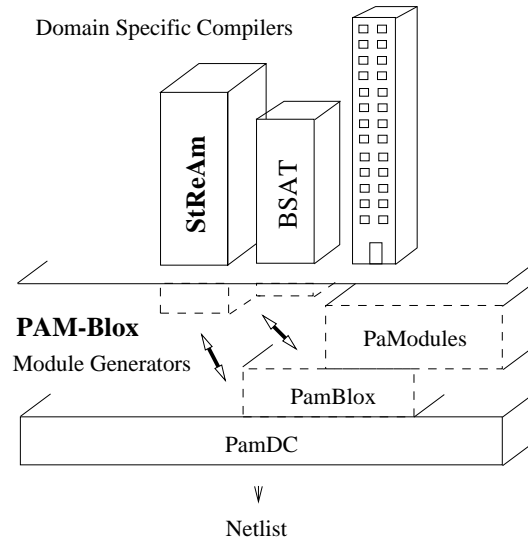 Domain Specific Compilers
StReAm
BSAT
PAM-Blox
Module Generators
PaModules
PamBlox
PamDC
Netlist